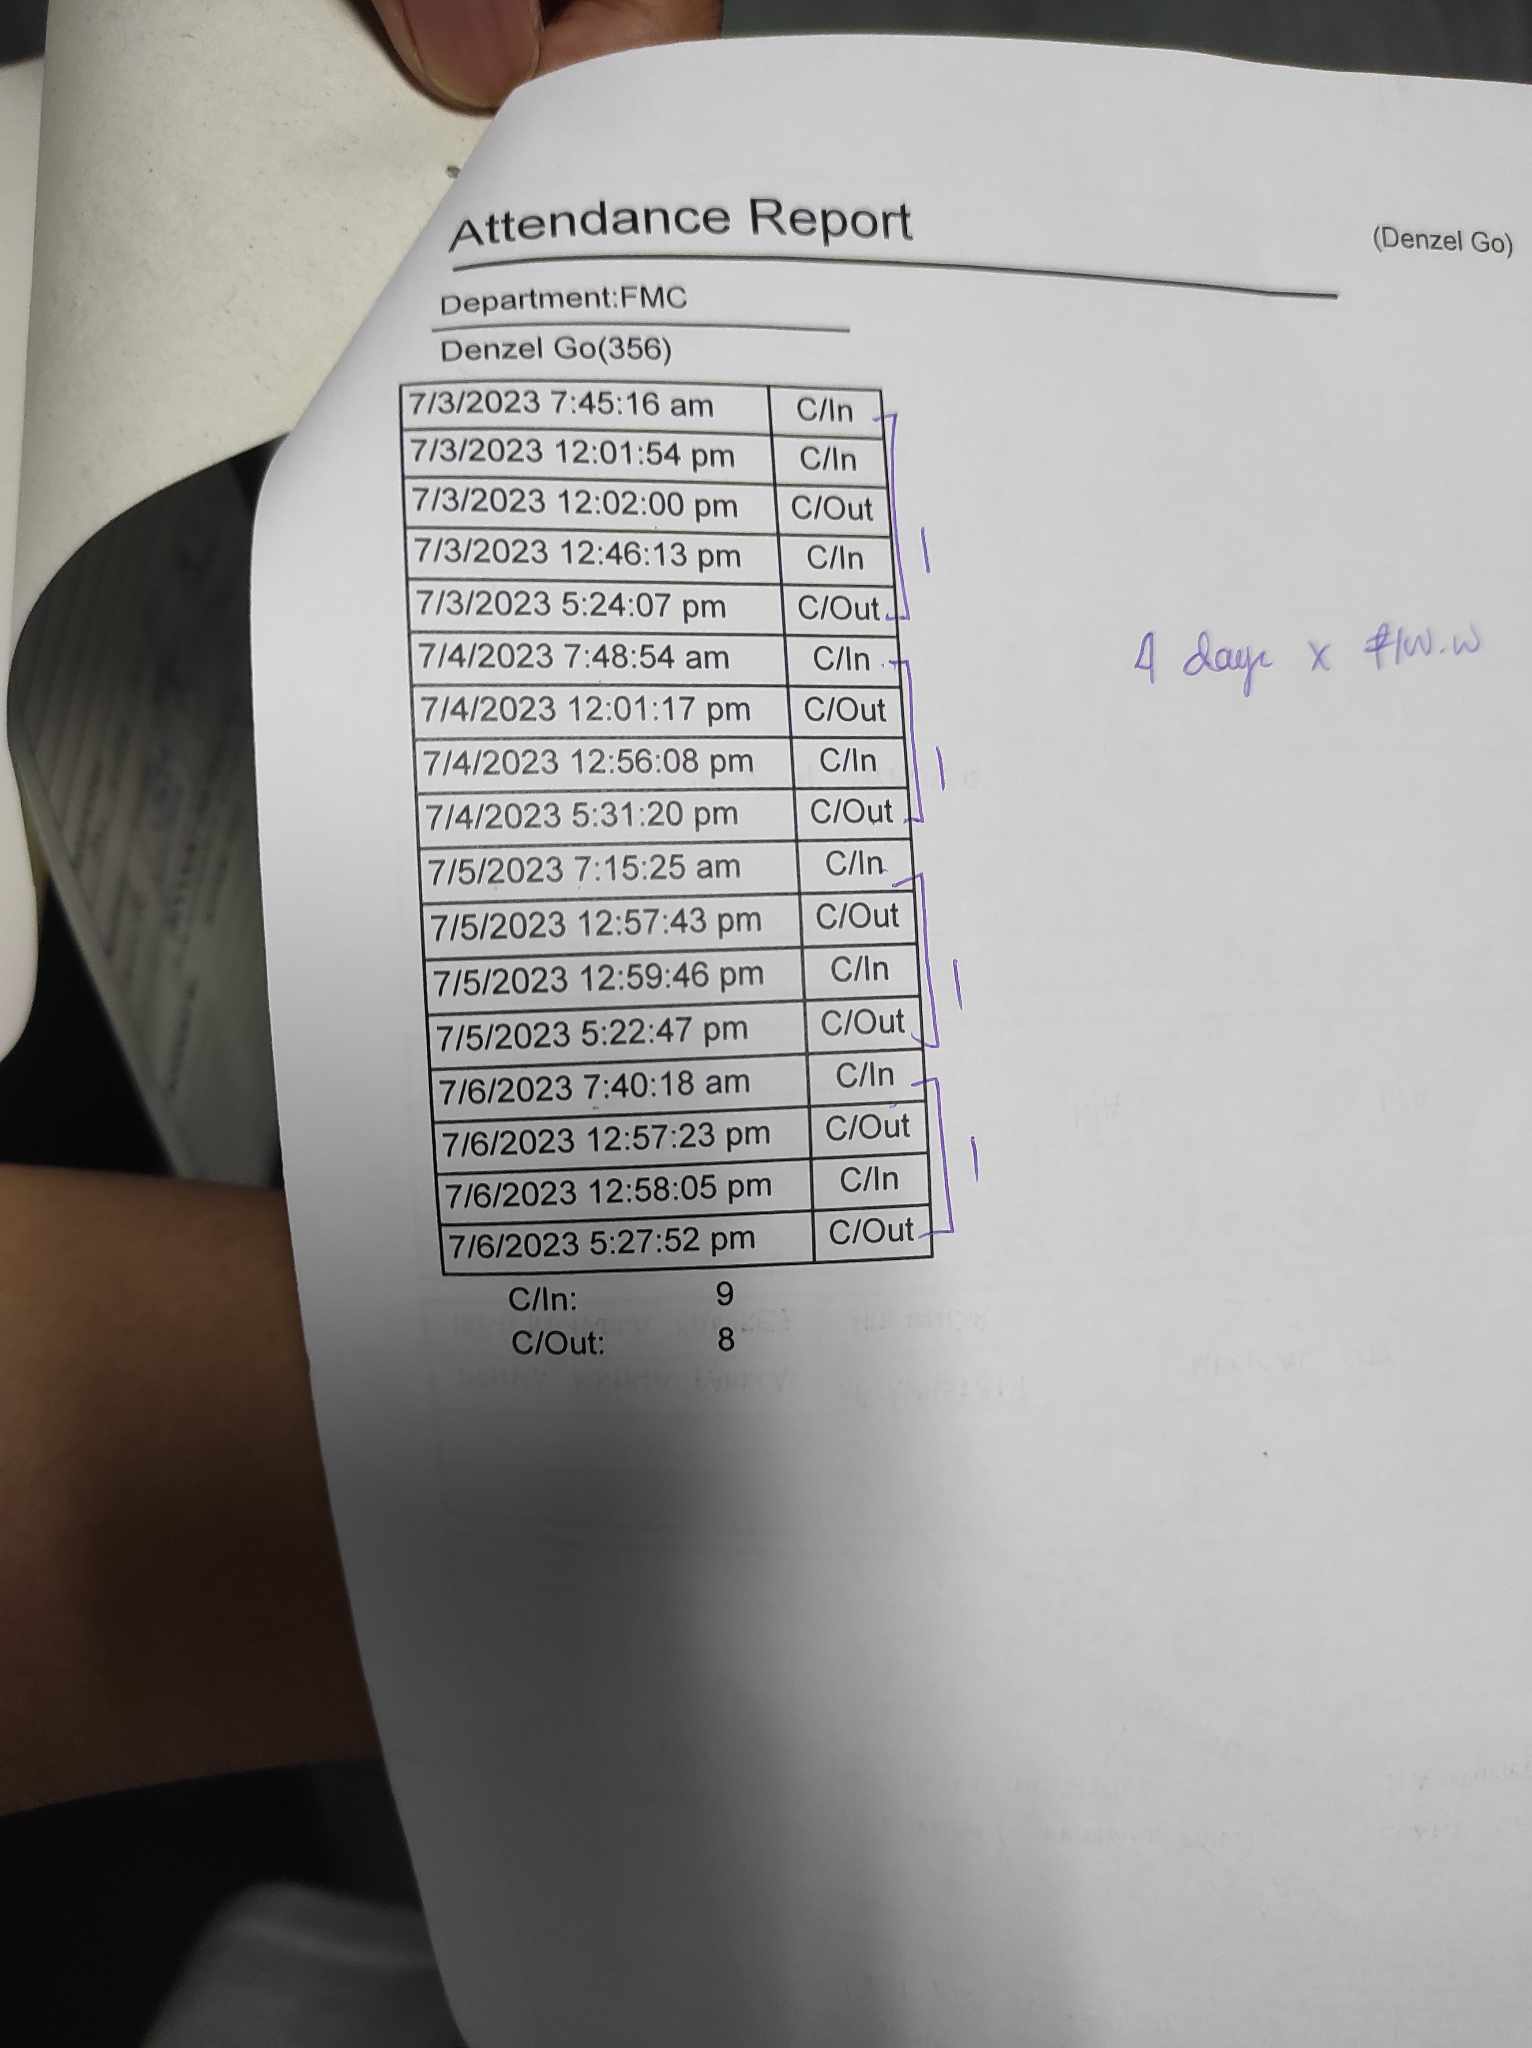 Attendance Report
(Denzel Go)
Department:FMC
Denzel Go(356)
7/3/2023 7:45:16 am C/In
7/3/2023 12:01:54 pm C/In
7/3/2023 12:02:00 pm C/Out
7/3/2023 12:46:13 pm C/In
7/3/2023 5:24:07 pm C/Out
1
7/4/2023 7:48:54 am C/In
7/4/2023 12:01:17 pm C/Out
7/4/2023 12:56:08 pm C/In
7/4/2023 5:31:20 pm C/Out
1
4 days x
7/5/2023 7:15:25 am C/In
7/5/2023 12:57:43 pm C/Out
7/5/2023 12:59:46 pm C/In
7/5/2023 5:22:47 pm C/Out
1
7/6/2023 7:40:18 am C/In
7/6/2023 12:57:23 pm C/Out
7/6/2023 12:58:05 pm C/In
7/6/2023 5:27:52 pm C/Out
1
C/In: 9
C/Out: 8